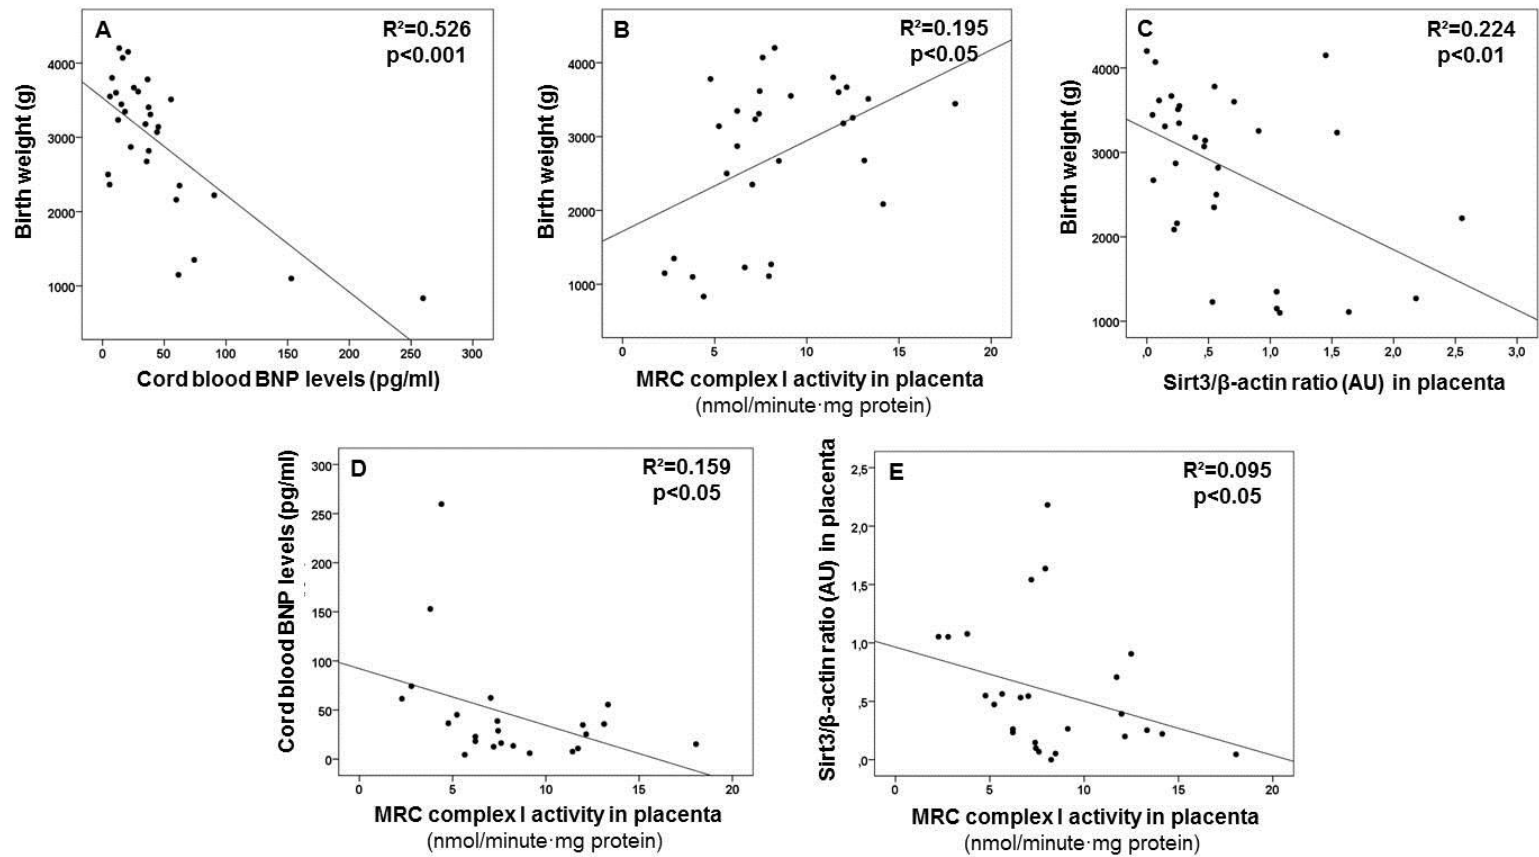 A
R²=0.526
p<0.001
Birth weight (g)
4000
3000
2000
1000
0 50 100 150 200 250 300
Cord blood BNP levels (pg/ml)
B
R²=0.195
p<0.05
Birth weight (g)
4000
3000
2000
1000
0 5 10 15 20
MRC complex I activity in placenta
(nmol/minute·mg protein)
C
R²=0.224
p<0.01
Birth weight (g)
4000
3000
2000
1000
,0 ,5 1,0 1,5 2,0 2,5 3,0
Sirt3/β-actin ratio (AU) in placenta
D
R²=0.159
p<0.05
Cord blood BNP levels (pg/ml)
300
250
200
150
100
50
0
0 5 10 15 20
MRC complex I activity in placenta
(nmol/minute·mg protein)
E
R²=0.095
p<0.05
Sirt3/β-actin ratio (AU) in placenta
2,5
2,0
1,5
1,0
,5
,0
0 5 10 15 20
MRC complex I activity in placenta
(nmol/minute·mg protein)